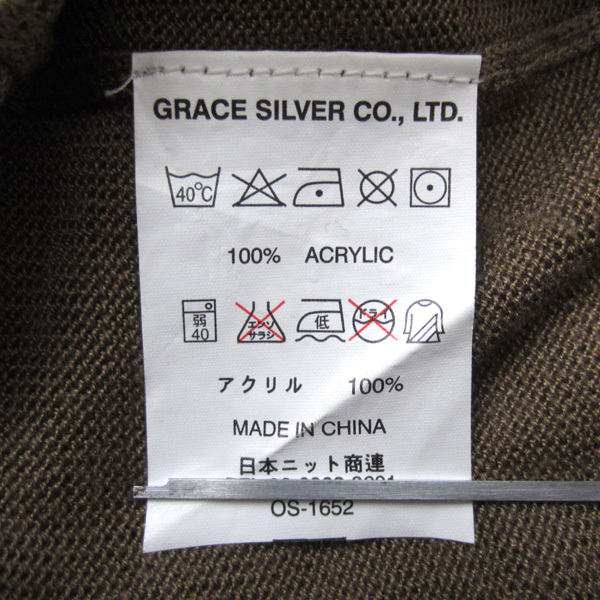 GRACE SILVER CO., LTD.
40℃
100% ACRYLIC
弱 40 エンソ サラシ 低 ドライ
アクリル 100%
MADE IN CHINA
日本ニット商連
OS-1652